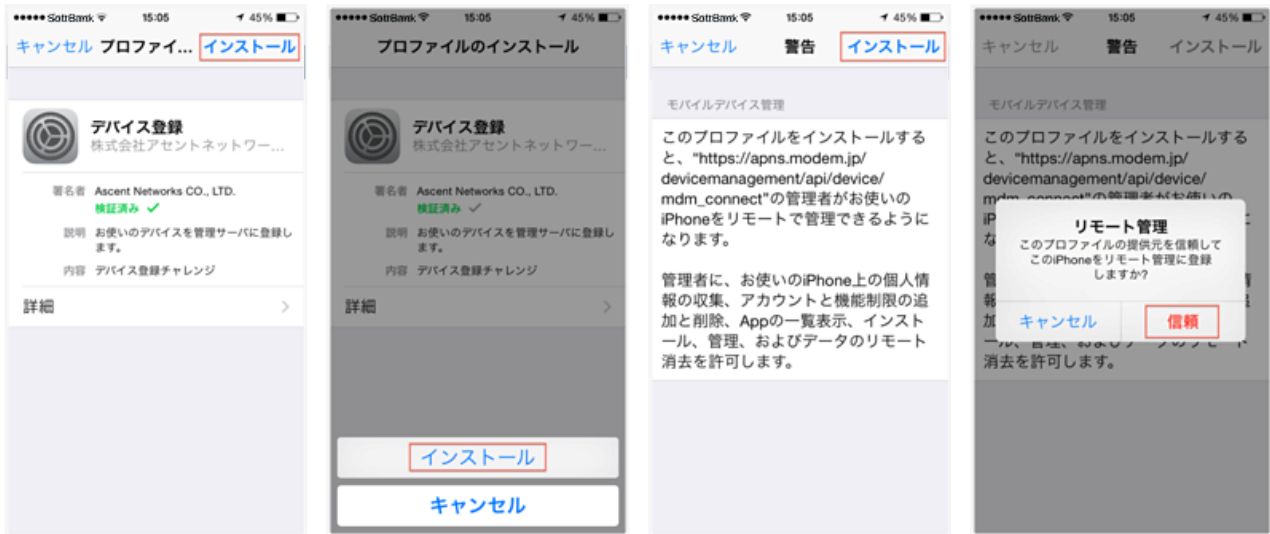 SoftBank 15:05 45%
キャンセル プロファイ... インストール
デバイス登録
株式会社アセントネットワー...
署名者 Ascent Networks CO., LTD.
検証済み ✓
説明 お使いのデバイスを管理サーバに登録し
ます。
内容 デバイス登録チャレンジ
詳細
SoftBank 15:05 45%
プロファイルのインストール
デバイス登録
株式会社アセントネットワー...
署名者 Ascent Networks CO., LTD.
検証済み ✓
説明 お使いのデバイスを管理サーバに登録し
ます。
内容 デバイス登録チャレンジ
詳細
インストール
キャンセル
SoftBank 15:05 45%
キャンセル 警告 インストール
モバイルデバイス管理
このプロファイルをインストールする
と、"https://apns.modem.jp/
devicemanagement/api/device/
mdm_connect"の管理者がお使いの
iPhoneをリモートで管理できるように
なります。
管理者に、お使いのiPhone上の個人情
報の収集、アカウントと機能制限の追
加と削除、Appの一覧表示、インスト
ール、管理、およびデータのリモート
消去を許可します。
SoftBank 15:05 45%
キャンセル 警告 インストール
モバイルデバイス管理
このプロファイルをインストールする
と、"https://apns.modem.jp/
devicemanagement/api/device/
リモート管理
このプロファイルの提供元を信頼して
このiPhoneをリモート管理に登録
しますか?
キャンセル 信頼
消去を許可します。